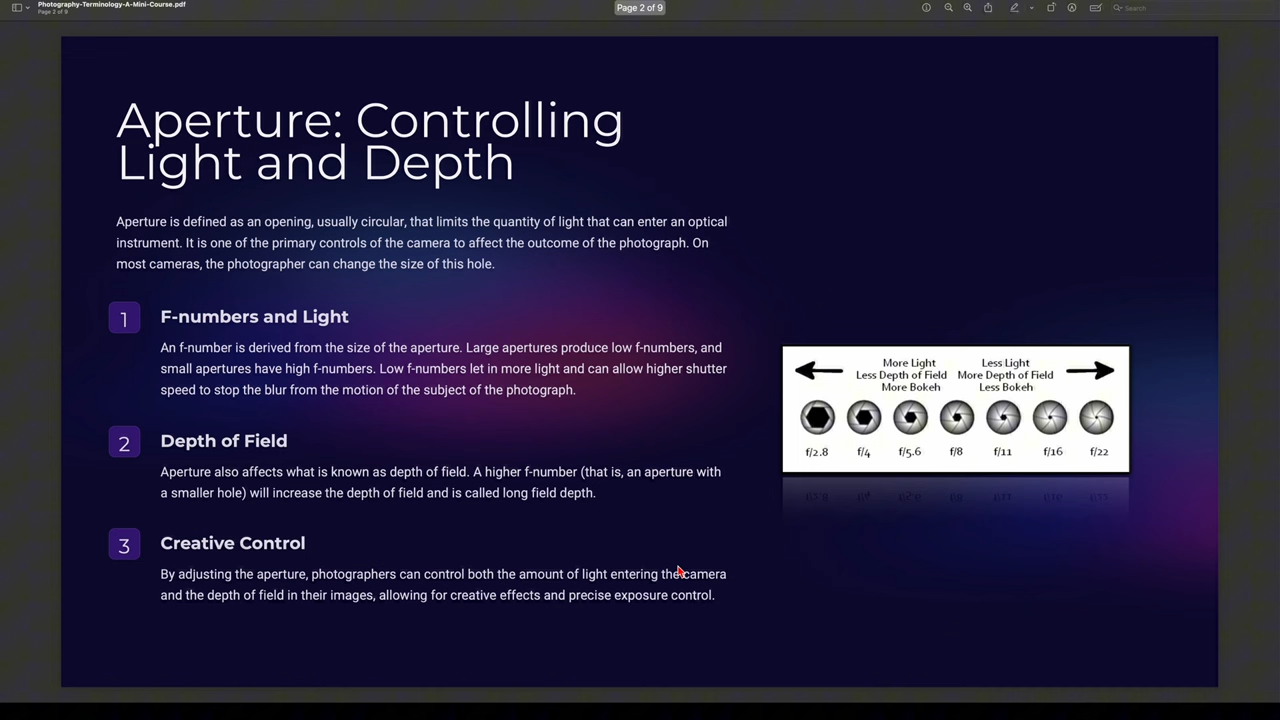 Photography-Terminology-A-Mini-Course.pdf
Page 2 of 9
Page 2 of 9
Search
Aperture: Controlling
Light and Depth
Aperture is defined as an opening, usually circular, that limits the quantity of light that can enter an optical
instrument. It is one of the primary controls of the camera to affect the outcome of the photograph. On
most cameras, the photographer can change the size of this hole.
1
F-numbers and Light
An f-number is derived from the size of the aperture. Large apertures produce low f-numbers, and
small apertures have high f-numbers. Low f-numbers let in more light and can allow higher shutter
speed to stop the blur from the motion of the subject of the photograph.
2
Depth of Field
Aperture also affects what is known as depth of field. A higher f-number (that is, an aperture with
a smaller hole) will increase the depth of field and is called long field depth.
3
Creative Control
By adjusting the aperture, photographers can control both the amount of light entering the camera
and the depth of field in their images, allowing for creative effects and precise exposure control.
More Light Less Light
Less Depth of Field More Depth of Field
More Bokeh Less Bokeh
f/2.8 f/4 f/5.6 f/8 f/11 f/16 f/22